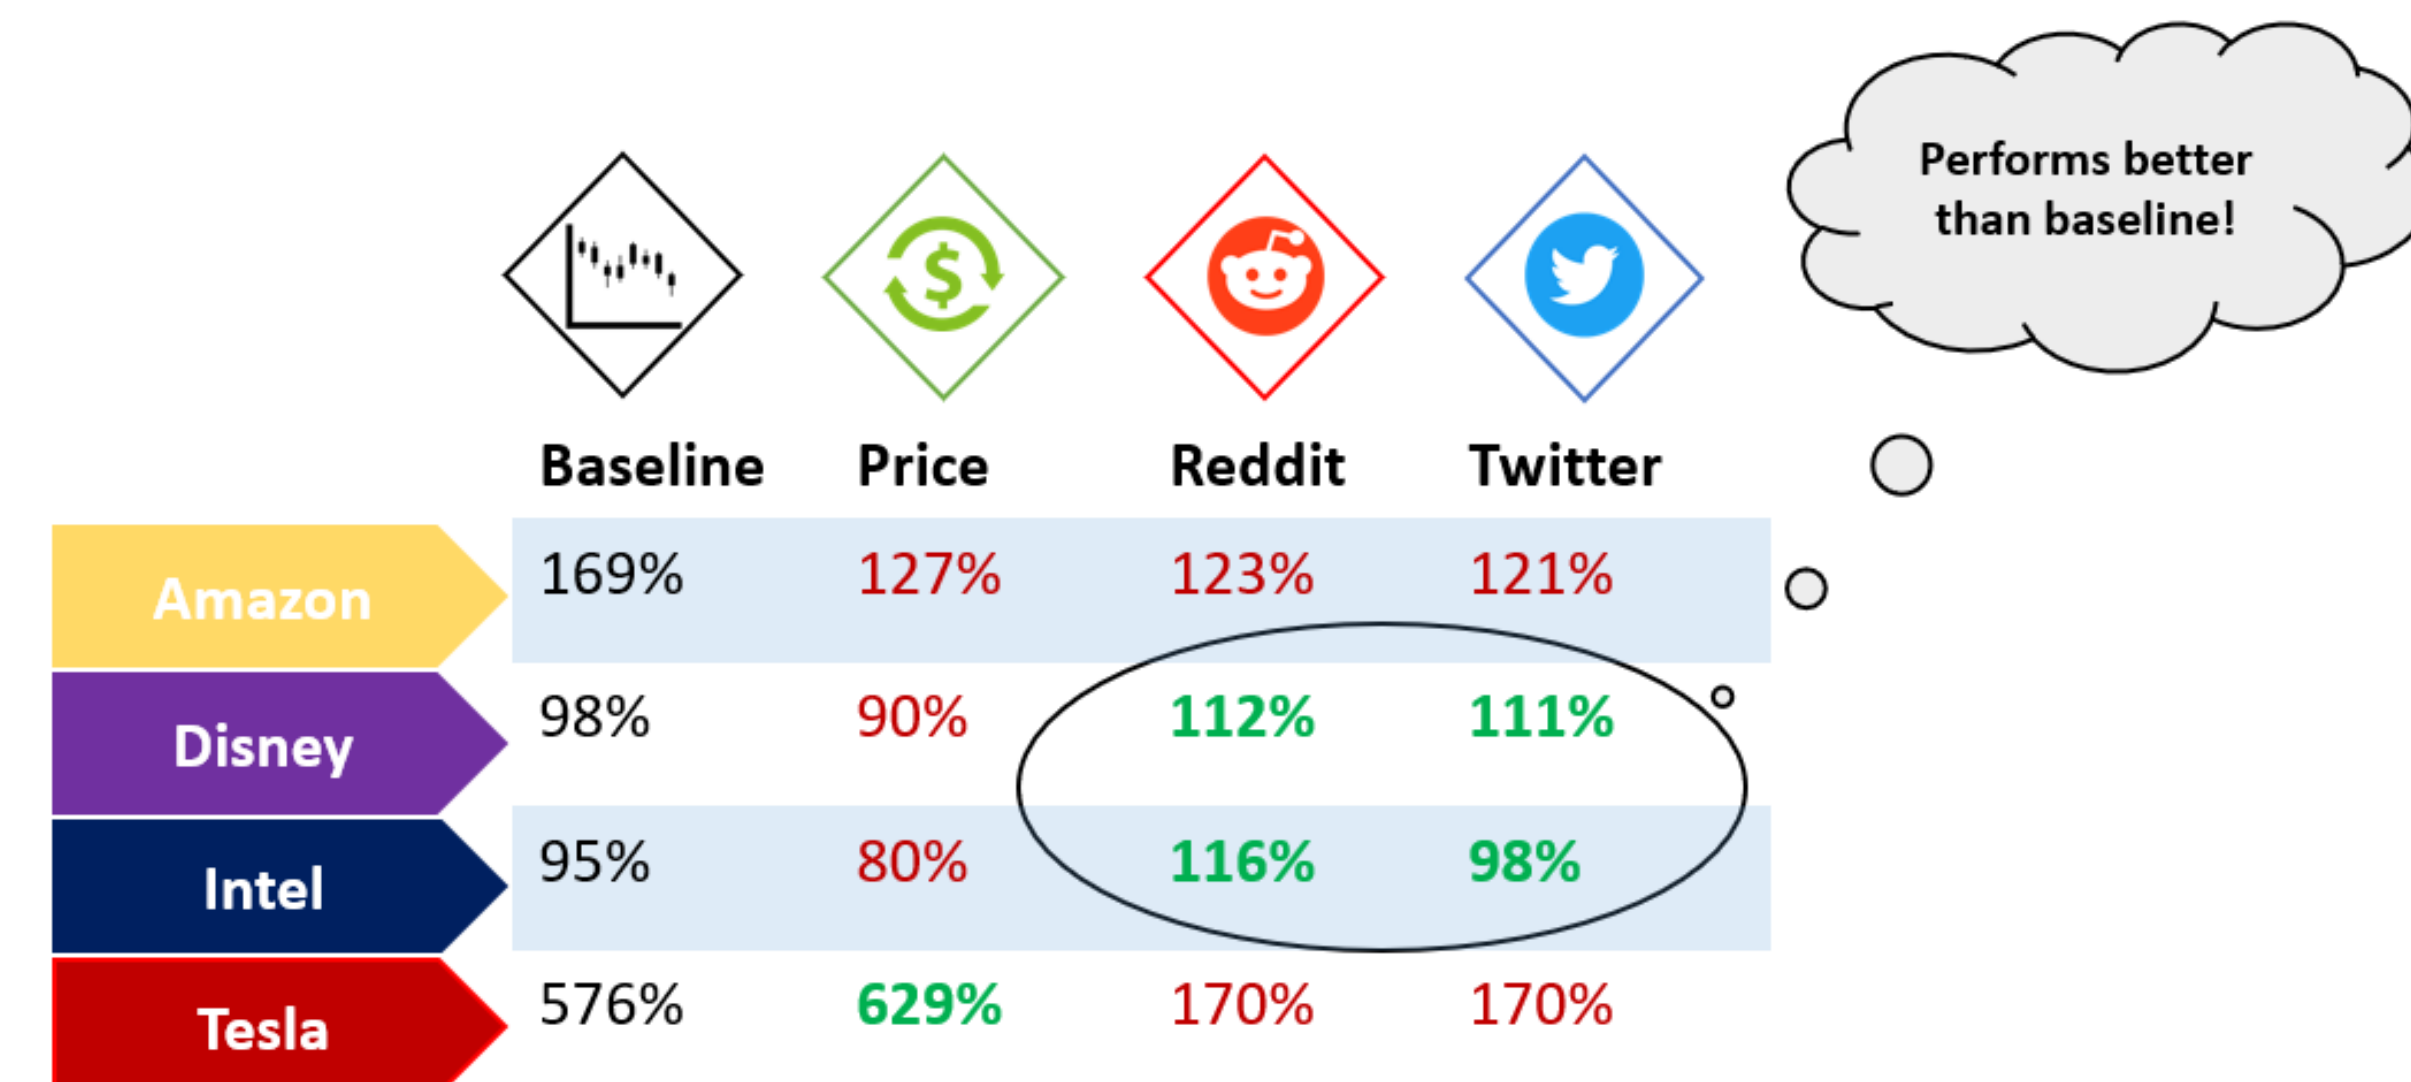 Performs better
than baseline!
Baseline Price Reddit Twitter
Amazon 169% 127% 123% 121%
Disney 98% 90% 112% 111%
Intel 95% 80% 116% 98%
Tesla 576% 629% 170% 170%